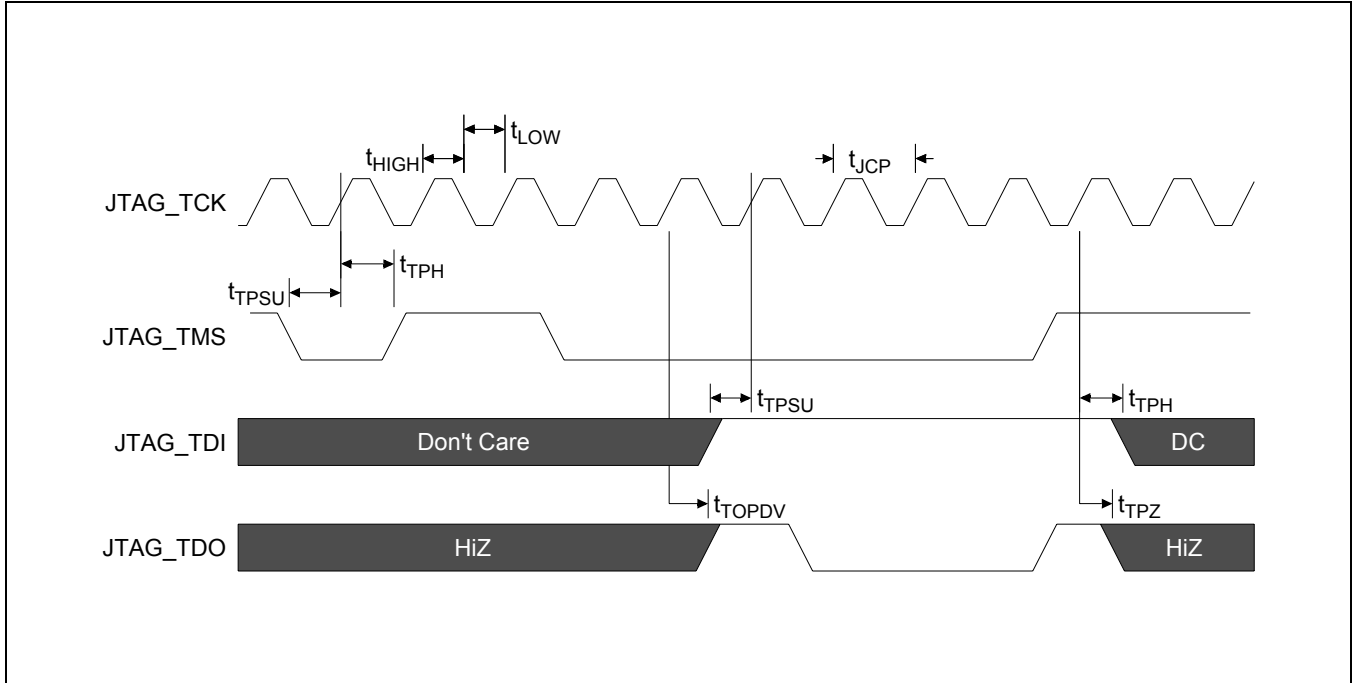 tLOW
tHIGH
tJCP
JTAG_TCK
tTPH
tTPSU
JTAG_TMS
tTPSU
tTPH
JTAG_TDI
Don't Care
DC
tTOPDV
tTPZ
JTAG_TDO
HiZ
HiZ